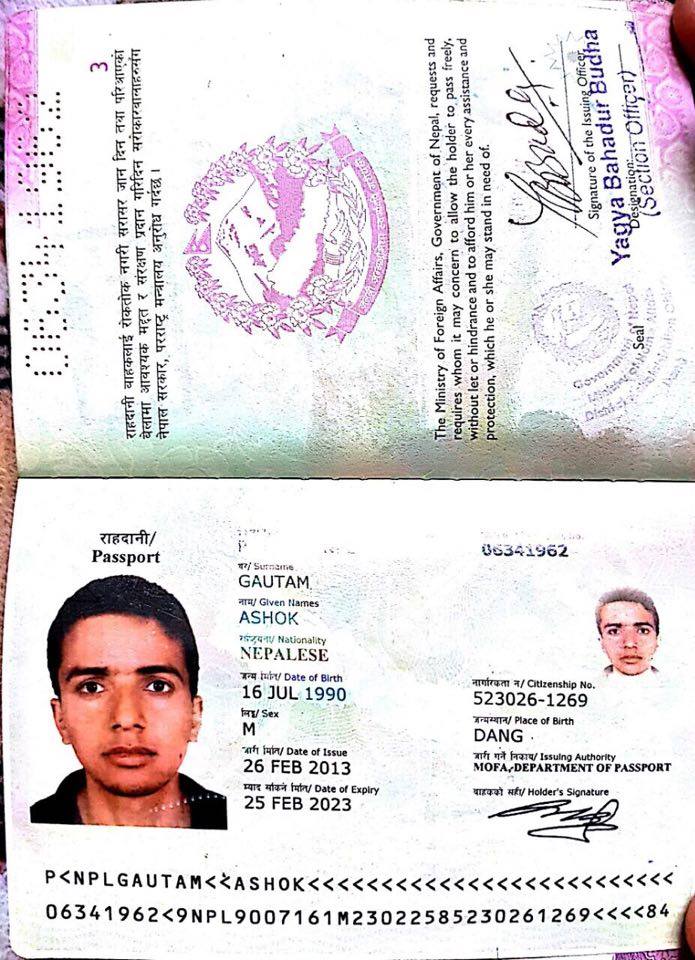 06341962
3
राहदानी वाहकलाई रोकतोक नगरी सरासर जान दिन तथा परिआएको
बेलामा आवश्यक मद्दत र संरक्षण प्रदान गरिदिन सरोकारवालाहरूसंग
नेपाल सरकार, परराष्ट्र मन्त्रालय अनुरोध गर्दछ ।
The Ministry of Foreign Affairs, Government of Nepal, requests and
requires whom it may concern to allow the holder to pass freely,
without let or hindrance and to afford him or her every assistance and
protection, which he or she may stand in need of.
Signature of the Issuing Officer
Yagya Bahadur Budha
Designation:
(Section Officer)
Seal
Government of Nepal
राहदानी/
Passport
06341962
थर/ Surname
GAUTAM
नाम/ Given Names
ASHOK
राष्ट्रियता/ Nationality
NEPALESE
जन्म मिति/ Date of Birth
16 JUL 1990
लिङ्ग/ Sex
M
जारी मिति/ Date of Issue
26 FEB 2013
म्याद सकिने मिति/ Date of Expiry
25 FEB 2023
नागरिकता नं/ Citizenship No.
523026-1269
जन्मस्थान/ Place of Birth
DANG
जारी गर्ने निकाय/ Issuing Authority
MOFA,DEPARTMENT OF PASSPORT
वाहकको सही/ Holder's Signature
P<NPLGAUTAM<<ASHOK<<<<<<<<<<<<<<<<<<<<<<<<<<
06341962<9NPL9007161M23022585230261269<<<<84